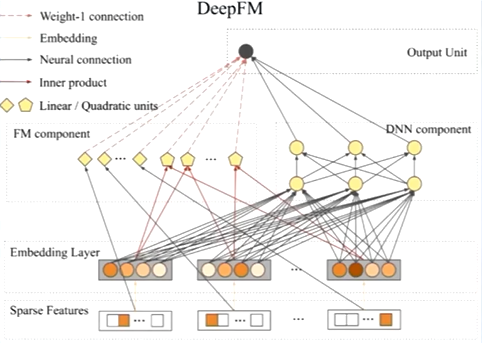 DeepFM
Weight-1 connection
Embedding
Neural connection
Inner product
Linear / Quadratic units
Output Unit
FM component
DNN component
...
...
Embedding Layer
...
Sparse Features
...
...
...
...